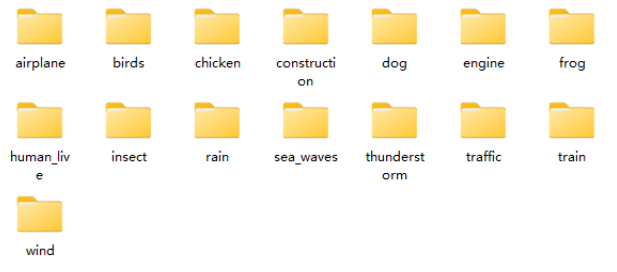 airplane
birds
chicken
constructi
on
dog
engine
frog
human_liv
e
insect
rain
sea_waves
thunderst
orm
traffic
train
wind